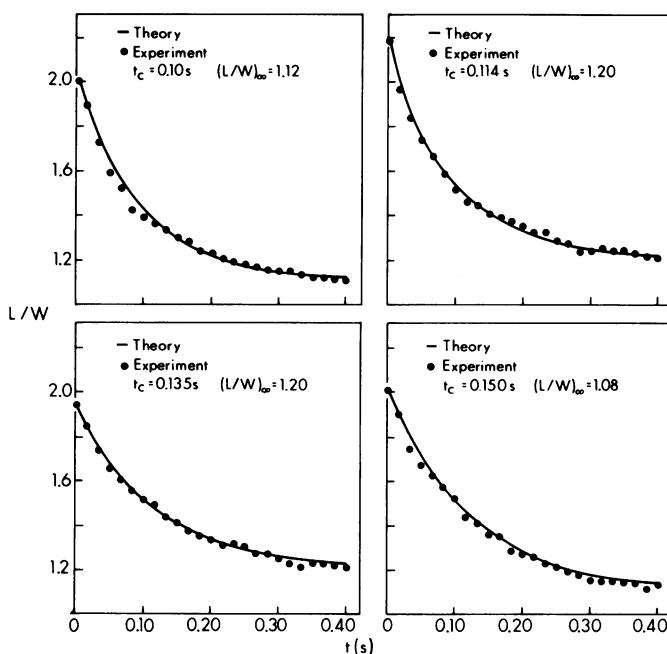 — Theory
● Experiment
t_c = 0.10 s (L/W)∞ = 1.12
— Theory
● Experiment
t_c = 0.114 s (L/W)∞ = 1.20
2.0
1.6
1.2
L/W
— Theory
● Experiment
t_c = 0.135 s (L/W)∞ = 1.20
— Theory
● Experiment
t_c = 0.150 s (L/W)∞ = 1.08
2.0
1.6
1.2
0 0.10 0.20 0.30 0.40
0 0.10 0.20 0.30 0.40
t(s)